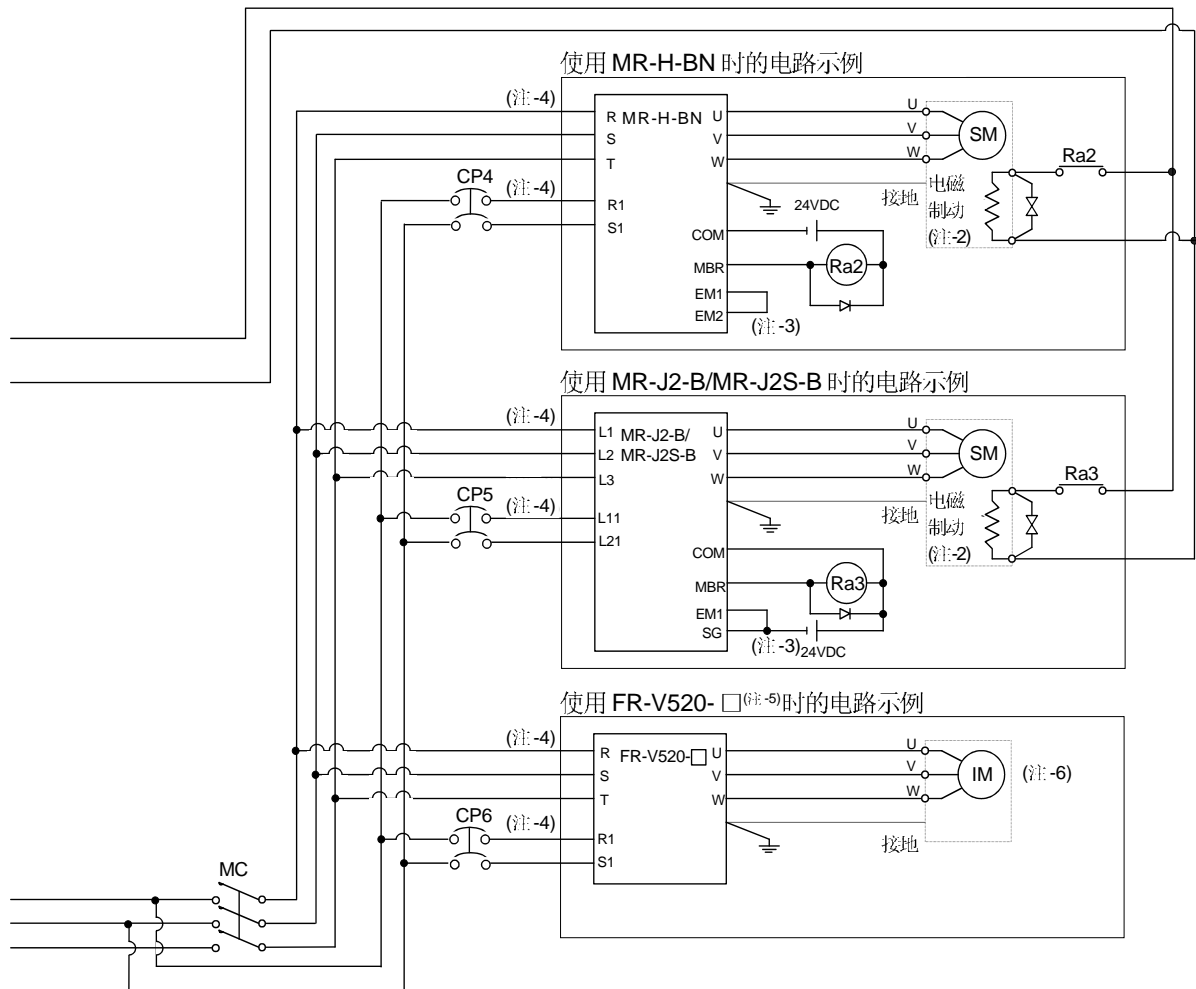 使用 MR-H-BN 时的电路示例
(注-4)
R MR-H-BN U
S V
T W
CP4 (注-4)
R1
S1
COM
MBR
EM1
EM2
(注-3)
24VDC
Ra2
接地
U
V
W
SM
电磁
制动
(注-2)
Ra2
使用 MR-J2-B/MR-J2S-B 时的电路示例
(注-4)
L1 MR-J2-B/ U
L2 MR-J2S-B V
L3 W
CP5 (注-4)
L11
L21
COM
MBR
EM1
SG
(注-3) 24VDC
Ra3
接地
U
V
W
SM
电磁
制动
(注-2)
Ra3
使用 FR-V520- □(注-5)时的电路示例
(注-4)
R FR-V520-□ U
S V
T W
CP6 (注-4)
R1
S1
接地
U
V
W
IM
(注-6)
MC